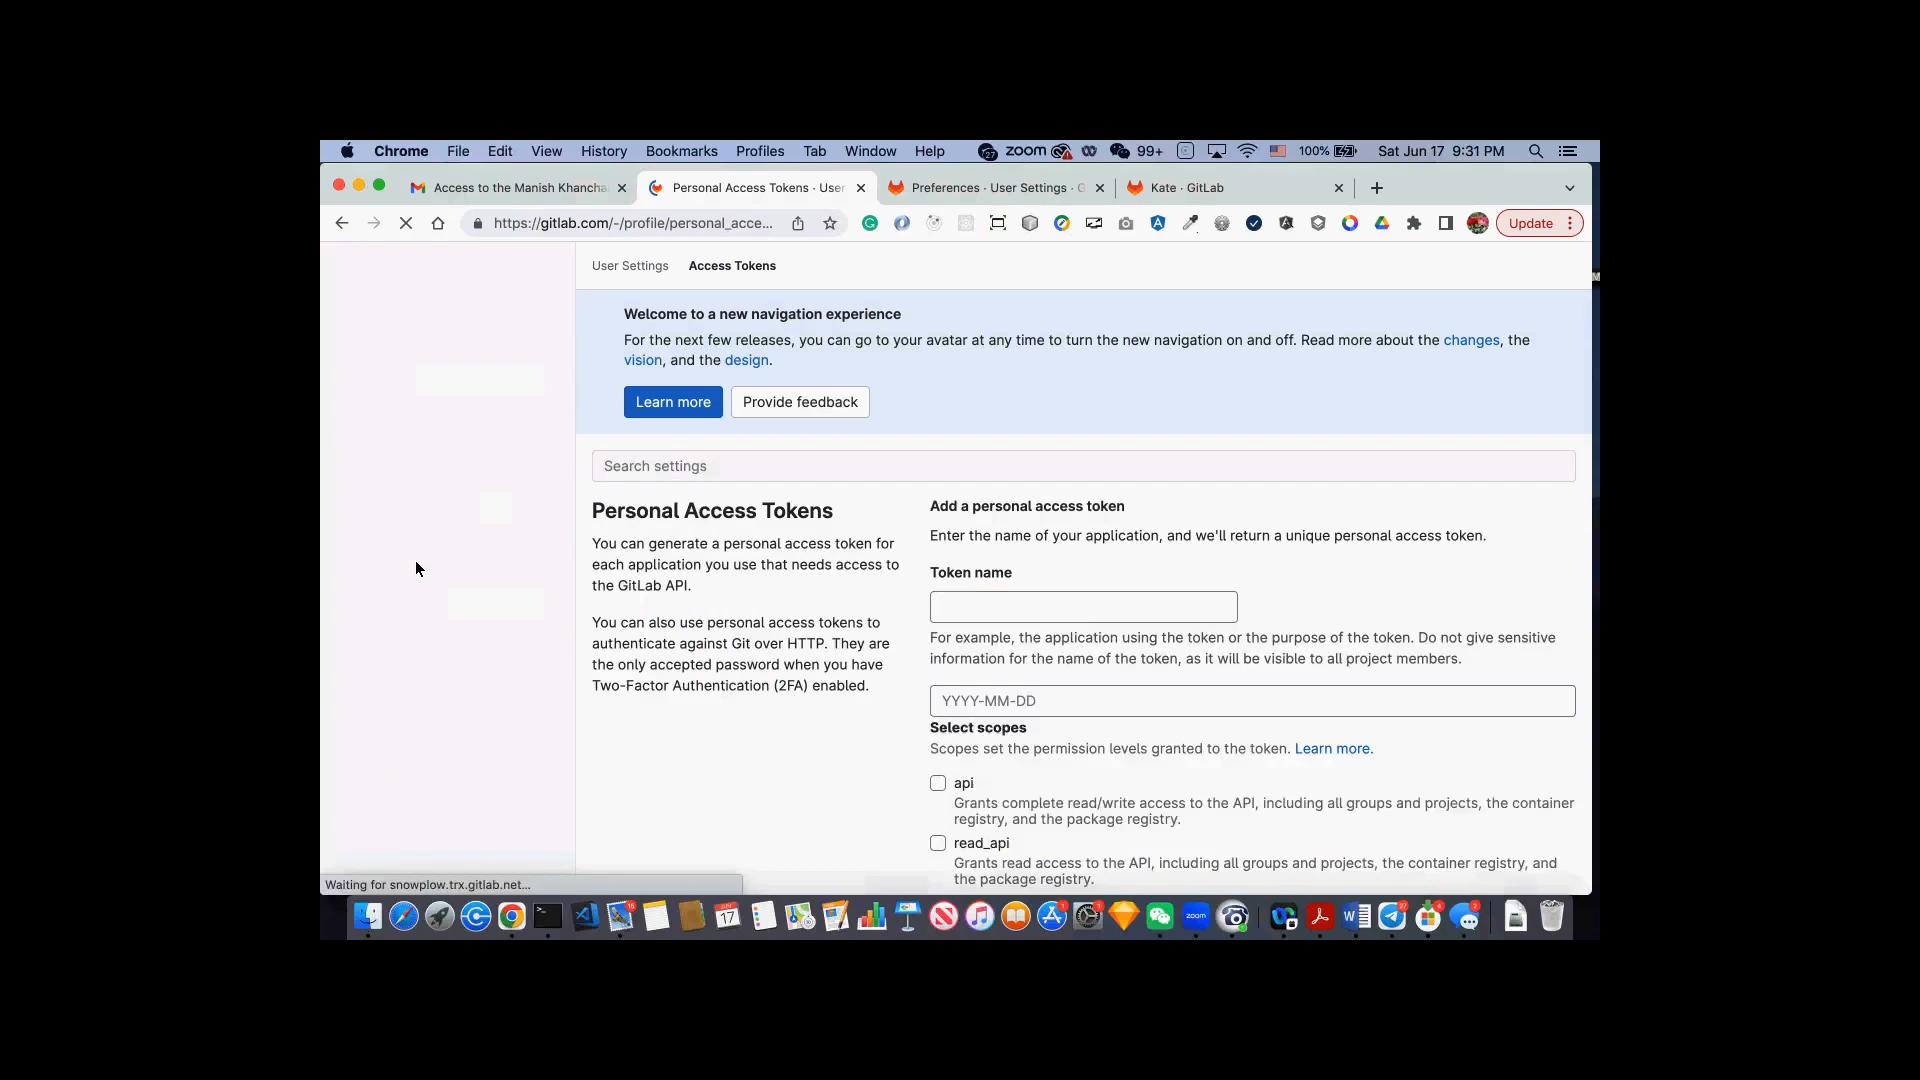 Chrome File Edit View History Bookmarks Profiles Tab Window Help zoom 99+ 100% Sat Jun 17 9:31 PM
Access to the Manish Khancha Personal Access Tokens · User Preferences · User Settings · G Kate · GitLab
https://gitlab.com/-/profile/personal_acce... Update
User Settings Access Tokens
Welcome to a new navigation experience
For the next few releases, you can go to your avatar at any time to turn the new navigation on and off. Read more about the changes, the
vision, and the design.
Learn more Provide feedback
Search settings
Personal Access Tokens
You can generate a personal access token for
each application you use that needs access to
the GitLab API.
You can also use personal access tokens to
authenticate against Git over HTTP. They are
the only accepted password when you have
Two-Factor Authentication (2FA) enabled.
Add a personal access token
Enter the name of your application, and we'll return a unique personal access token.
Token name
For example, the application using the token or the purpose of the token. Do not give sensitive
information for the name of the token, as it will be visible to all project members.
YYYY-MM-DD
Select scopes
Scopes set the permission levels granted to the token. Learn more.
api
Grants complete read/write access to the API, including all groups and projects, the container
registry, and the package registry.
read_api
Grants read access to the API, including all groups and projects, the container registry, and
the package registry.
Waiting for snowplow.trx.gitlab.net...
17 zoom